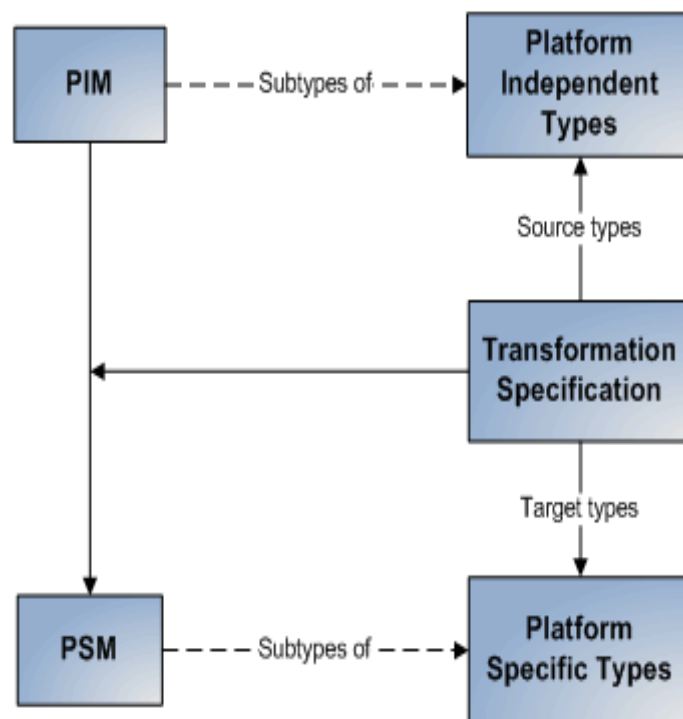 PIM
Subtypes of
Platform
Independent
Types
Source types
Transformation
Specification
Target types
PSM
Subtypes of
Platform
Specific Types